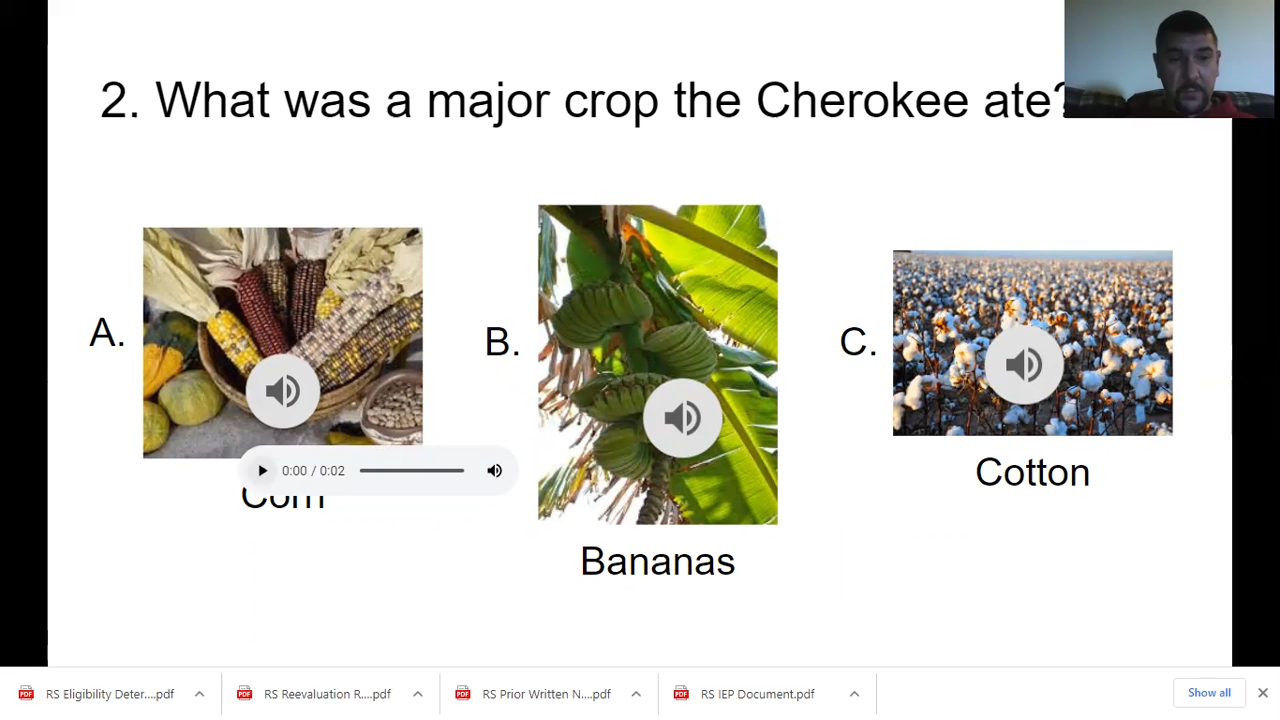 2. What was a major crop the Cherokee ate?
A.
B.
C.
0:00 / 0:02
Corn
Cotton
Bananas
RS Eligibility Deter....pdf
RS Reevaluation R....pdf
RS Prior Written N....pdf
RS IEP Document.pdf
Show all